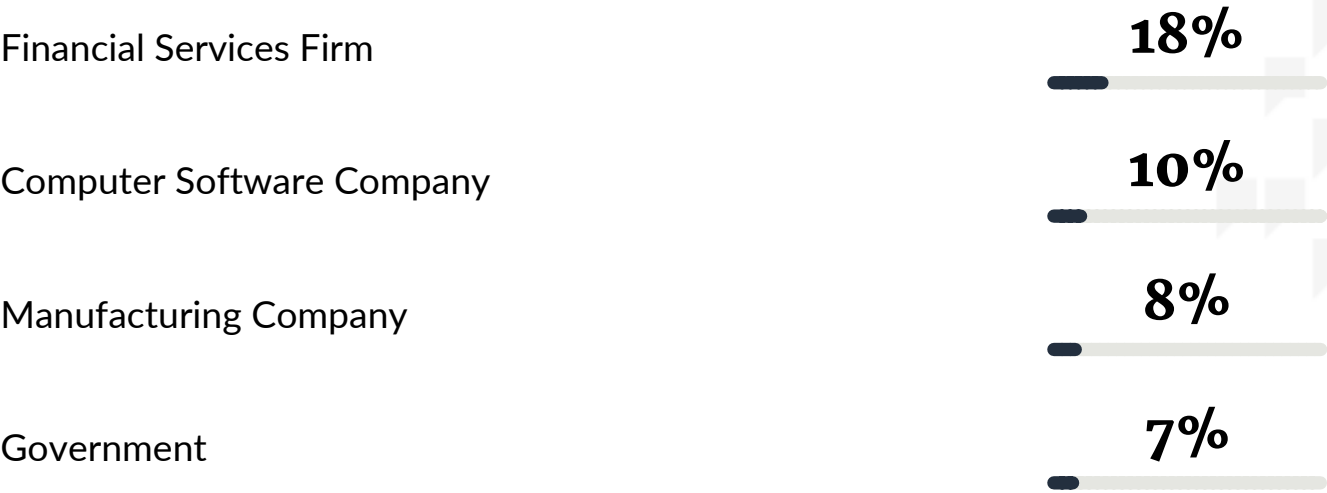 Financial Services Firm
18%
Computer Software Company
10%
Manufacturing Company
8%
Government
7%